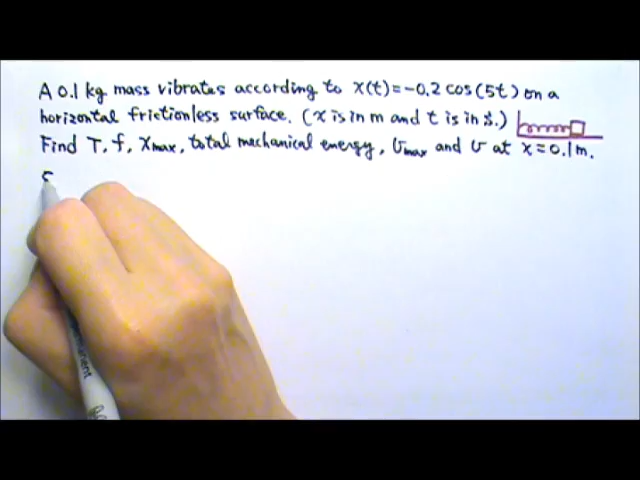 A 0.1 kg mass vibrates according to x(t)=-0.2 cos(5t) on a
horizontal frictionless surface. (x is in m and t is in s.)
Find T, f, xmax, total mechanical energy, vmax and v at x=0.1m.